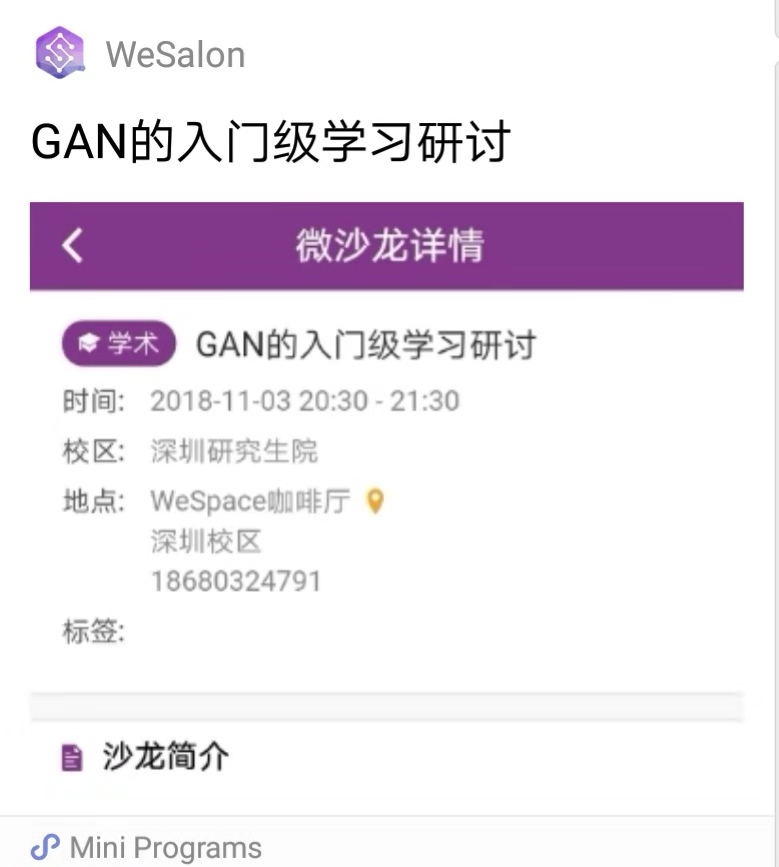 WeSalon
GAN的入门级学习研讨
微沙龙详情
学术 GAN的入门级学习研讨
时间: 2018-11-03 20:30 - 21:30
校区: 深圳研究生院
地点: WeSpace咖啡厅
深圳校区
18680324791
标签:
沙龙简介
Mini Programs